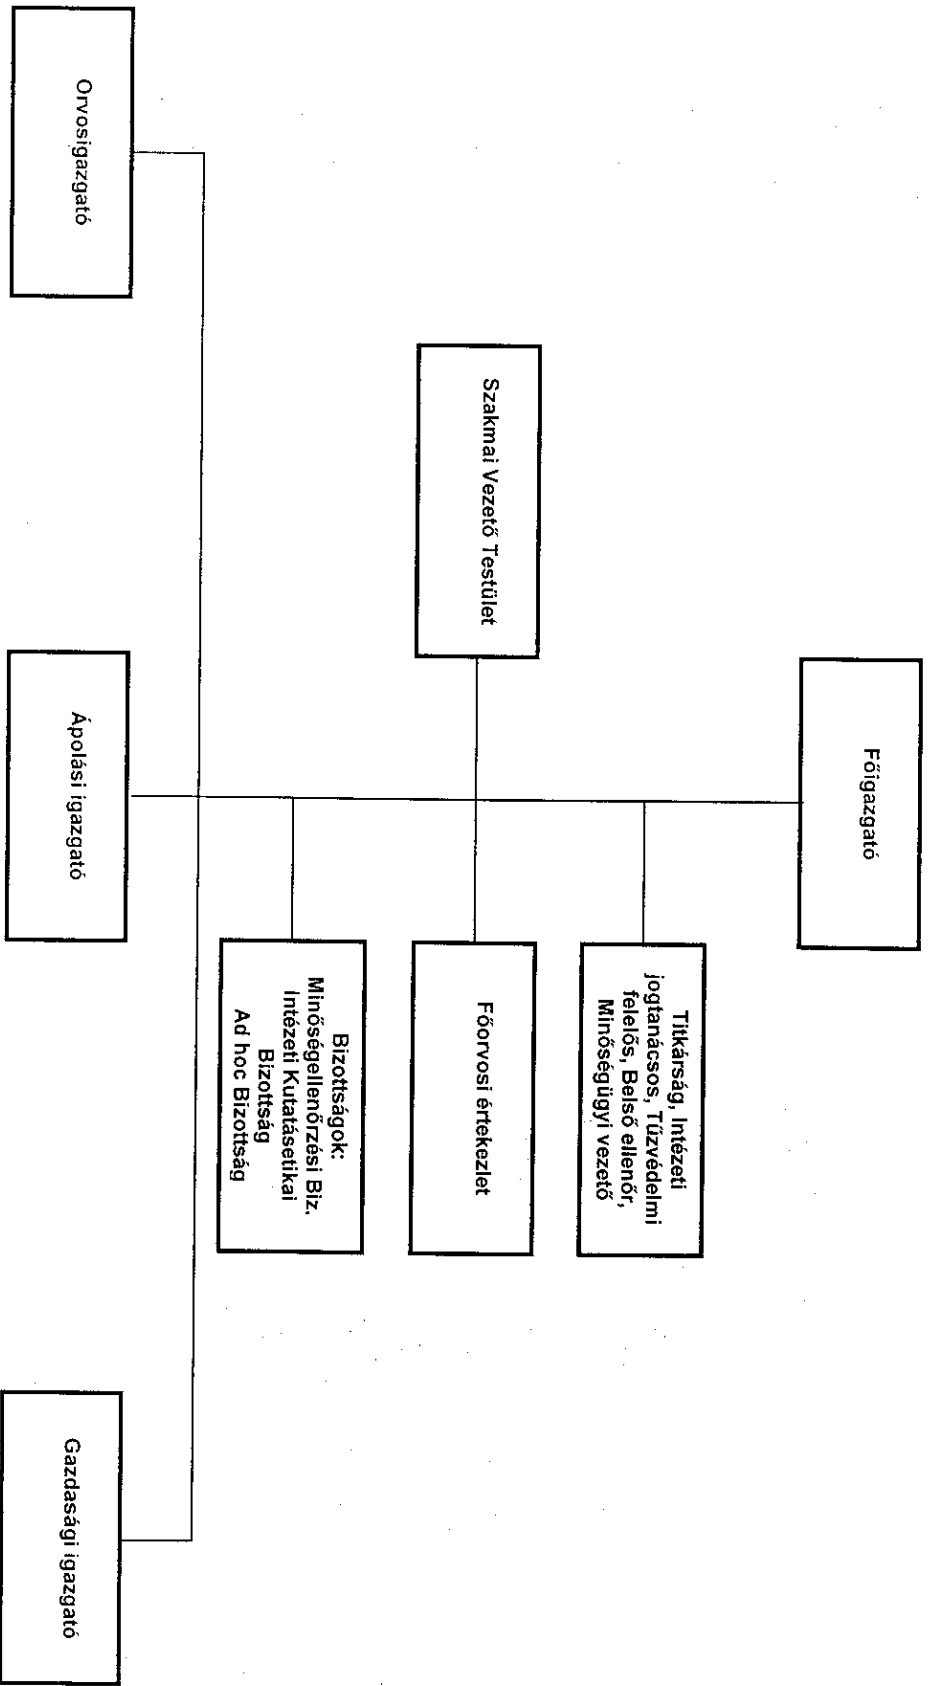 Főigazgató
Titkárság, Intézeti
jogtanácsos, Tűzvédelmi
felelős, Belső ellenőr,
Minőségügyi vezető
Szakmai Vezető Testület
Főorvosi értekezlet
Bizottságok:
Minőségellenőrzési Biz.
Intézeti Kutatásetikai
Bizottság
Ad hoc Bizottság
Orvosigazgató
Ápolási igazgató
Gazdasági igazgató